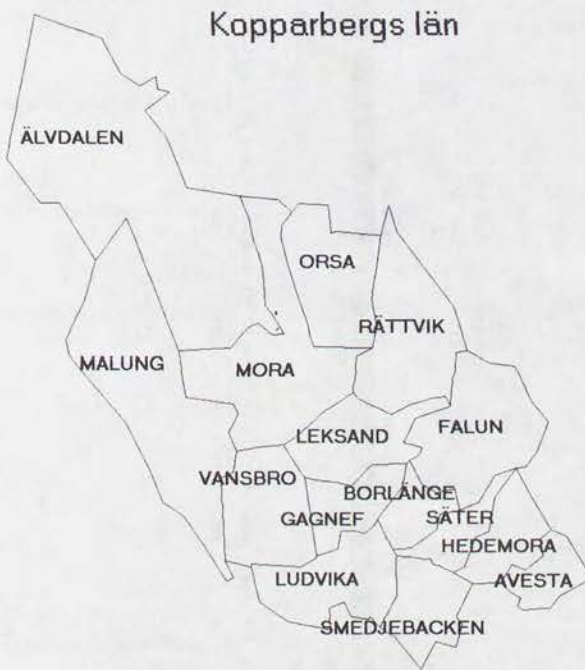 Kopparbergs län
ÄLVDALEN
ORSA
RÄTTVIK
MALUNG
MORA
FALUN
LEKSAND
VANSBRO
BORLÄNGE
GAGNEF
SÄTER
HEDEMORA
LUDVIKA
AVESTA
SMEDJEBACKEN